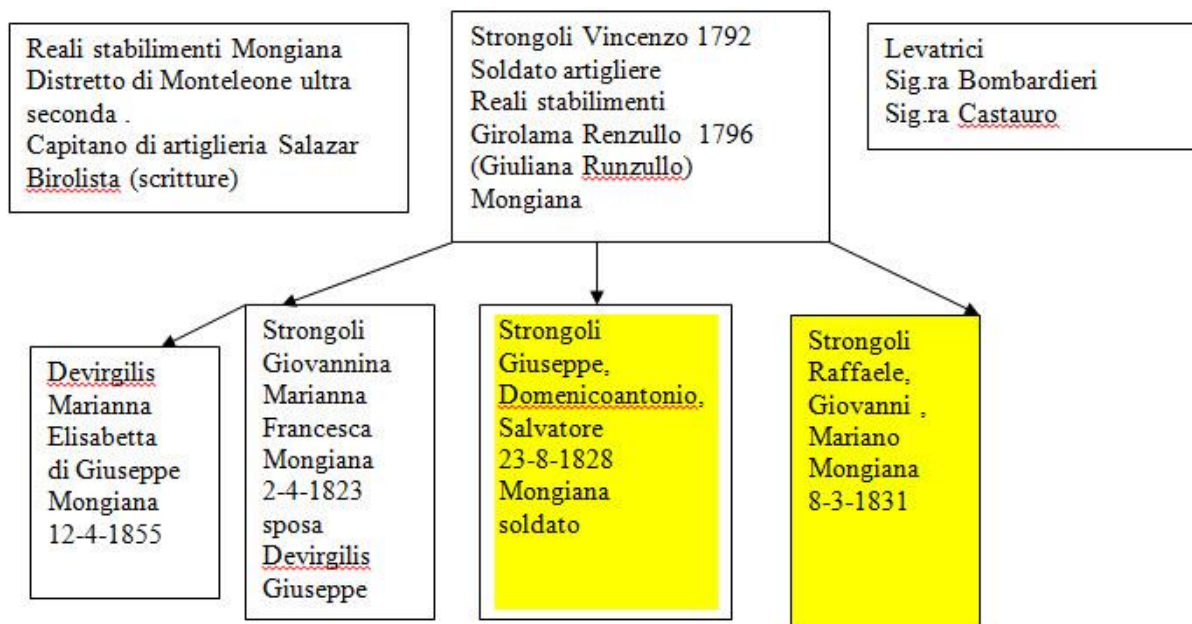 Reali stabilimenti Mongiana
Distretto di Monteleone ultra
seconda .
Capitano di artiglieria Salazar
Birolista (scritture)
Strongoli Vincenzo 1792
Soldato artigliere
Reali stabilimenti
Girolama Renzullo 1796
(Giuliana Runzullo)
Mongiana
Levatrici
Sig.ra Bombardieri
Sig.ra Castauro
Devirgilis
Marianna
Elisabetta
di Giuseppe
Mongiana
12-4-1855
Strongoli
Giovannina
Marianna
Francesca
Mongiana
2-4-1823
sposa
Devirgilis
Giuseppe
Strongoli
Giuseppe,
Domenicoantonio,
Salvatore
23-8-1828
Mongiana
soldato
Strongoli
Raffaele,
Giovanni ,
Mariano
Mongiana
8-3-1831